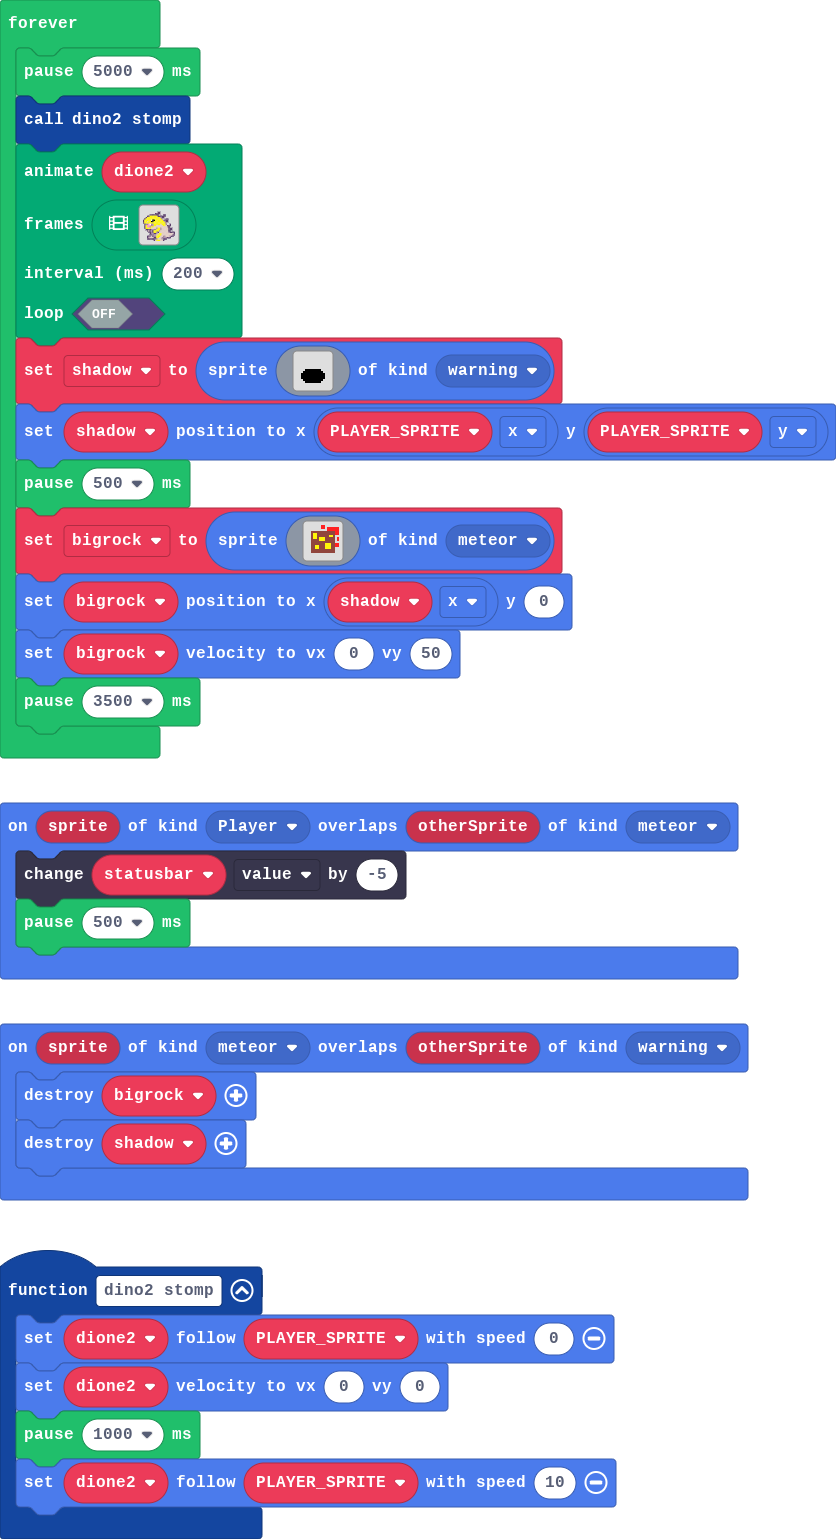 forever
pause 5000 ms
call dino2 stomp
animate dione2
frames
interval (ms) 200
loop OFF
set shadow to sprite of kind warning
set shadow position to x PLAYER_SPRITE x y PLAYER_SPRITE y
pause 500 ms
set bigrock to sprite of kind meteor
set bigrock position to x shadow x y 0
set bigrock velocity to vx 0 vy 50
pause 3500 ms
on sprite of kind Player overlaps otherSprite of kind meteor
change statusbar value by -5
pause 500 ms
on sprite of kind meteor overlaps otherSprite of kind warning
destroy bigrock
destroy shadow
function dino2 stomp
set dione2 follow PLAYER_SPRITE with speed 0
set dione2 velocity to vx 0 vy 0
pause 1000 ms
set dione2 follow PLAYER_SPRITE with speed 10